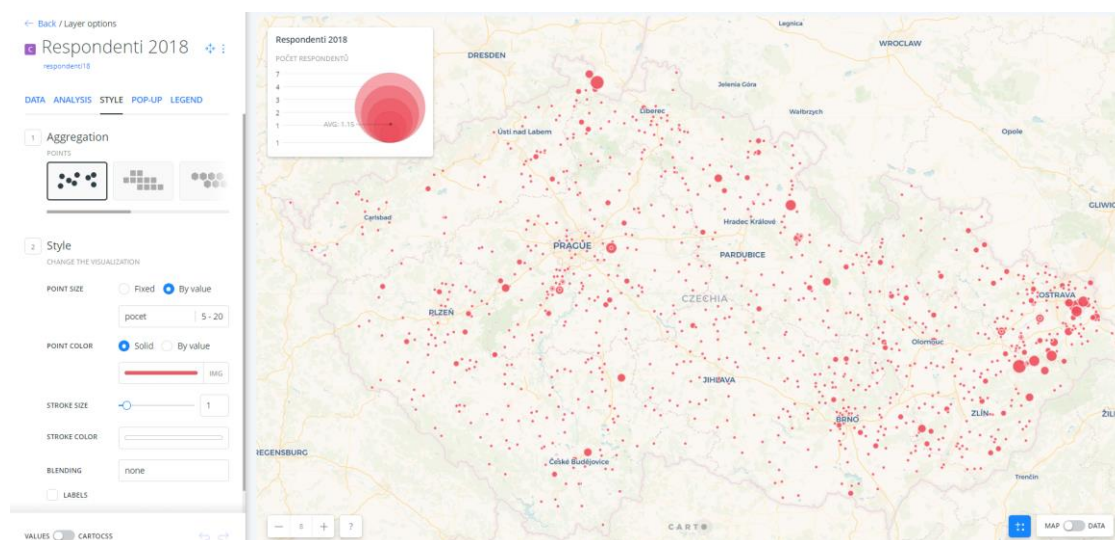 ← Back / Layer options
C Respondenti 2018
respondenti18
DATA ANALYSIS STYLE POP-UP LEGEND
1 Aggregation
POINTS
2 Style
CHANGE THE VISUALIZATION
POINT SIZE Fixed By value
pocet 5 - 20
POINT COLOR Solid By value
IMG
STROKE SIZE 1
STROKE COLOR
BLENDING none
LABELS
VALUES CARTOCSS
Respondenti 2018
POČET RESPONDENTŮ
7
4
3
2
1
AVG: 1.15
1
Legnica
WROCLAW
DRESDEN
Jelenia Góra
Wałbrzych
Liberec
Ústí nad Labem
Opole
GLIWIC
Carlsbad
Hradec Králové
PRAGUE
PARDUBICE
CZECHIA
OSTRAVA
PLZEŇ
Olomouc
JIHLAVA
BRNO
ZLÍN
ŽILI
REGENSBURG
České Budějovice
Trenčín
− 8 + ?
CARTO
MAP DATA